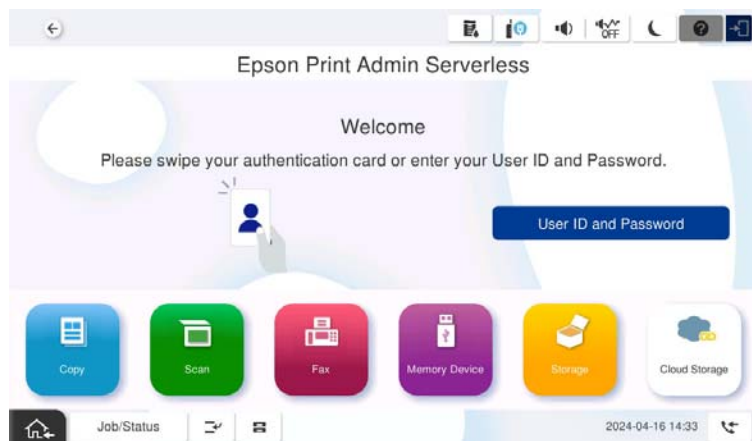 OFF
?
Epson Print Admin Serverless
Welcome
Please swipe your authentication card or enter your User ID and Password.
User ID and Password
Copy
Scan
Fax
Memory Device
Storage
Cloud Storage
Job/Status
2024-04-16 14:33